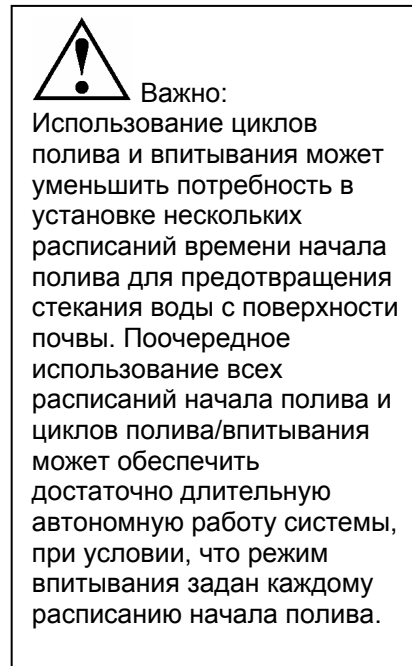 Важно:
Использование циклов
полива и впитывания может
уменьшить потребность в
установке нескольких
расписаний времени начала
полива для предотвращения
стекания воды с поверхности
почвы. Поочередное
использование всех
расписаний начала полива и
циклов полива/впитывания
может обеспечить
достаточно длительную
автономную работу системы,
при условии, что режим
впитывания задан каждому
расписанию начала полива.